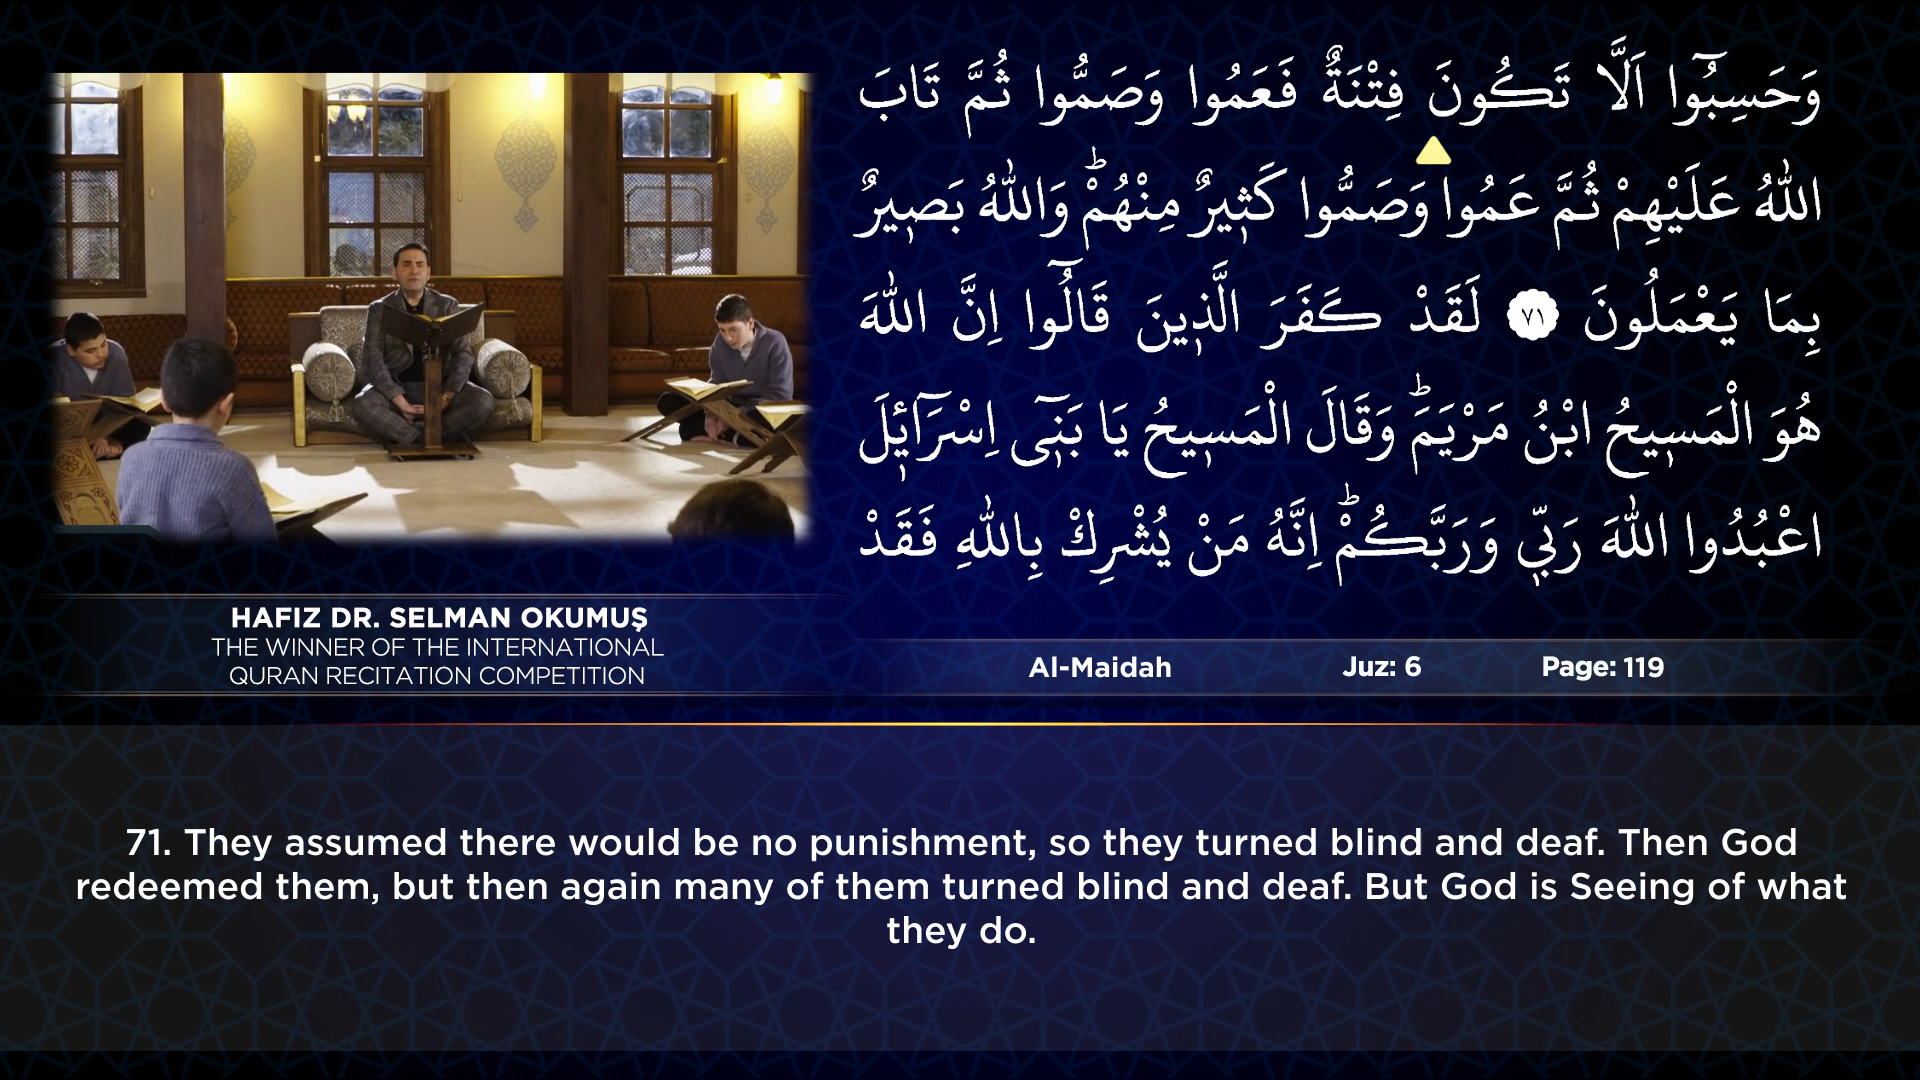 وَحَسِبُٓوا اَلَّا تَكُونَ فِتْنَةٌ فَعَمُوا وَصَمُّوا ثُمَّ تَابَ
اللّٰهُ عَلَيْهِمْ ثُمَّ عَمُوا وَصَمُّوا كَثٖيرٌ مِنْهُمْؕ وَاللّٰهُ بَصٖيرٌ
بِمَا يَعْمَلُونَ ﴿٧١﴾ لَقَدْ كَفَرَ الَّذٖينَ قَالُٓوا اِنَّ اللّٰهَ
هُوَ الْمَسٖيحُ ابْنُ مَرْيَمَؕ وَقَالَ الْمَسٖيحُ يَا بَنٖٓى اِسْرَٓائٖلَ
اعْبُدُوا اللّٰهَ رَبّٖي وَرَبَّكُمْؕ اِنَّهُ مَنْ يُشْرِكْ بِاللّٰهِ فَقَدْ
HAFIZ DR. SELMAN OKUMUŞ
THE WINNER OF THE INTERNATIONAL
QURAN RECITATION COMPETITION
Al-Maidah Juz: 6 Page: 119
71. They assumed there would be no punishment, so they turned blind and deaf. Then God
redeemed them, but then again many of them turned blind and deaf. But God is Seeing of what
they do.